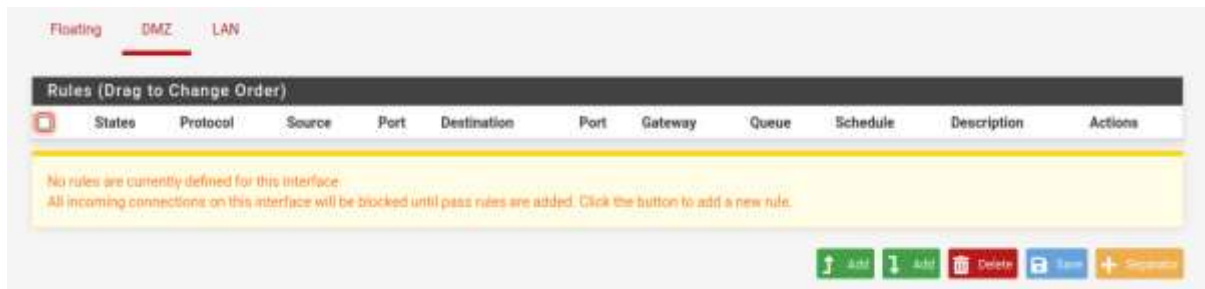 Floating DMZ LAN
Rules (Drag to Change Order)
States Protocol Source Port Destination Port Gateway Queue Schedule Description Actions
No rules are currently defined for this interface
All incoming connections on this interface will be blocked until pass rules are added. Click the button to add a new rule.
Add Add Delete Save Separator